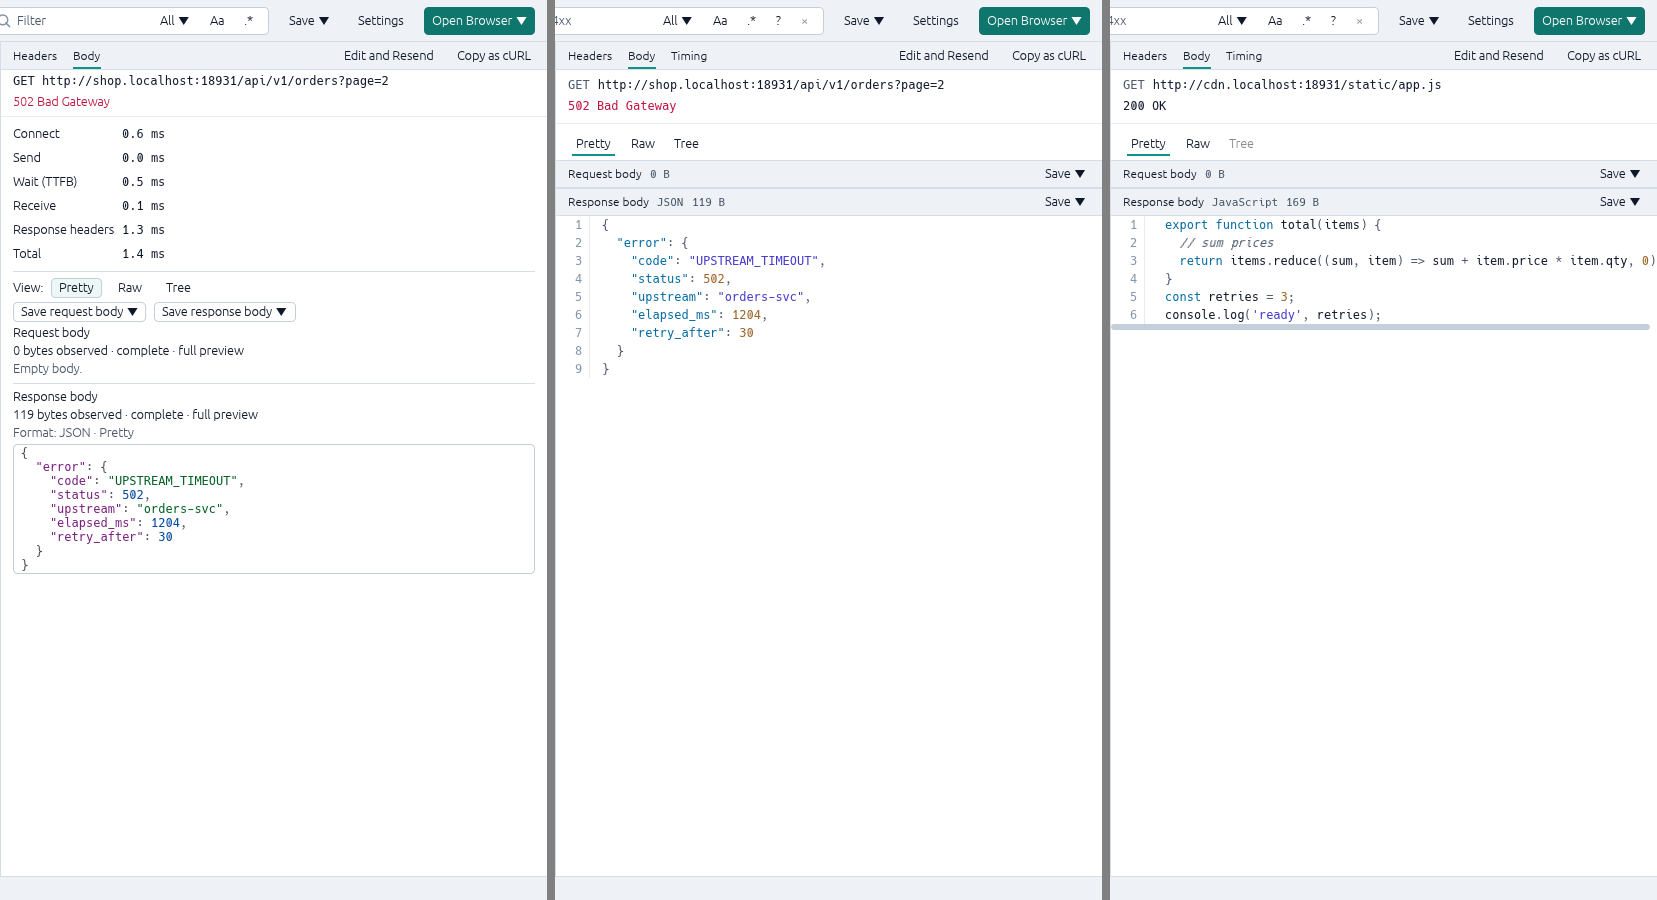 Filter All ▼ Aa .* Save ▼ Settings Open Browser ▼
Headers Body Edit and Resend Copy as cURL
GET http://shop.localhost:18931/api/v1/orders?page=2
502 Bad Gateway
Connect 0.6 ms
Send 0.0 ms
Wait (TTFB) 0.5 ms
Receive 0.1 ms
Response headers 1.3 ms
Total 1.4 ms
View: Pretty Raw Tree
Save request body ▼ Save response body ▼
Request body
0 bytes observed · complete · full preview
Empty body.
Response body
119 bytes observed · complete · full preview
Format: JSON · Pretty
{
  "error": {
    "code": "UPSTREAM_TIMEOUT",
    "status": 502,
    "upstream": "orders-svc",
    "elapsed_ms": 1204,
    "retry_after": 30
  }
}
4xx All ▼ Aa .* ? × Save ▼ Settings Open Browser ▼
Headers Body Timing Edit and Resend Copy as cURL
GET http://shop.localhost:18931/api/v1/orders?page=2
502 Bad Gateway
Pretty Raw Tree
Request body 0 B Save ▼
Response body JSON 119 B Save ▼
1 {
2   "error": {
3     "code": "UPSTREAM_TIMEOUT",
4     "status": 502,
5     "upstream": "orders-svc",
6     "elapsed_ms": 1204,
7     "retry_after": 30
8   }
9 }
4xx All ▼ Aa .* ? × Save ▼ Settings Open Browser ▼
Headers Body Timing Edit and Resend Copy as cURL
GET http://cdn.localhost:18931/static/app.js
200 OK
Pretty Raw Tree
Request body 0 B Save ▼
Response body JavaScript 169 B Save ▼
1 export function total(items) {
2   // sum prices
3   return items.reduce((sum, item) => sum + item.price * item.qty, 0)
4 }
5 const retries = 3;
6 console.log('ready', retries);